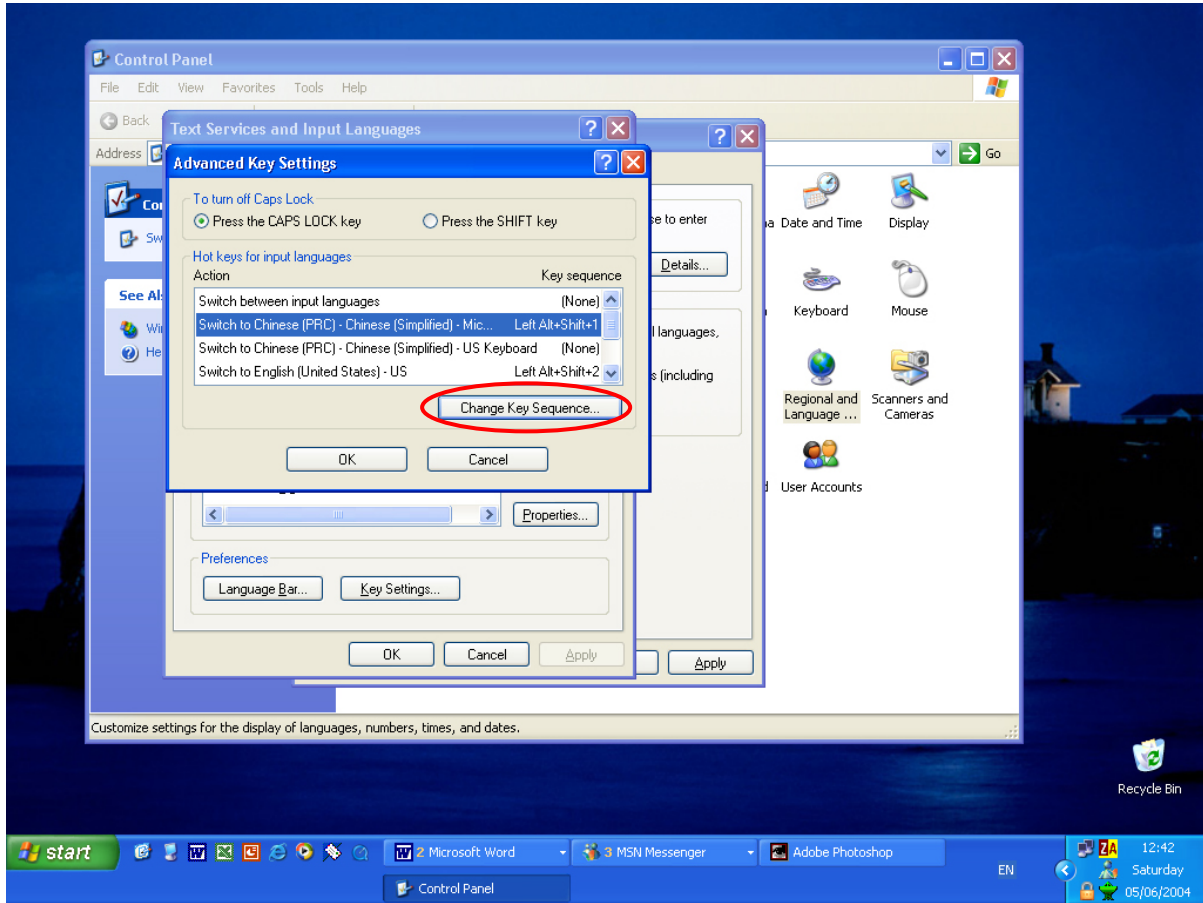 Control Panel
File Edit View Favorites Tools Help
Back
Address
Go
Text Services and Input Languages
Advanced Key Settings
To turn off Caps Lock
Press the CAPS LOCK key
Press the SHIFT key
Hot keys for input languages
Action Key sequence
Switch between input languages (None)
Switch to Chinese (PRC) - Chinese (Simplified) - Mic... Left Alt+Shift+1
Switch to Chinese (PRC) - Chinese (Simplified) - US Keyboard (None)
Switch to English (United States) - US Left Alt+Shift+2
Change Key Sequence...
OK Cancel
Properties...
Preferences
Language Bar... Key Settings...
OK Cancel Apply
to enter
Details...
languages,
(including
Apply
See
Date and Time
Display
Keyboard
Mouse
Regional and
Language ...
Scanners and
Cameras
User Accounts
Customize settings for the display of languages, numbers, times, and dates.
Recycle Bin
start
2 Microsoft Word
3 MSN Messenger
Adobe Photoshop
Control Panel
EN
ZA
12:42
Saturday
05/06/2004